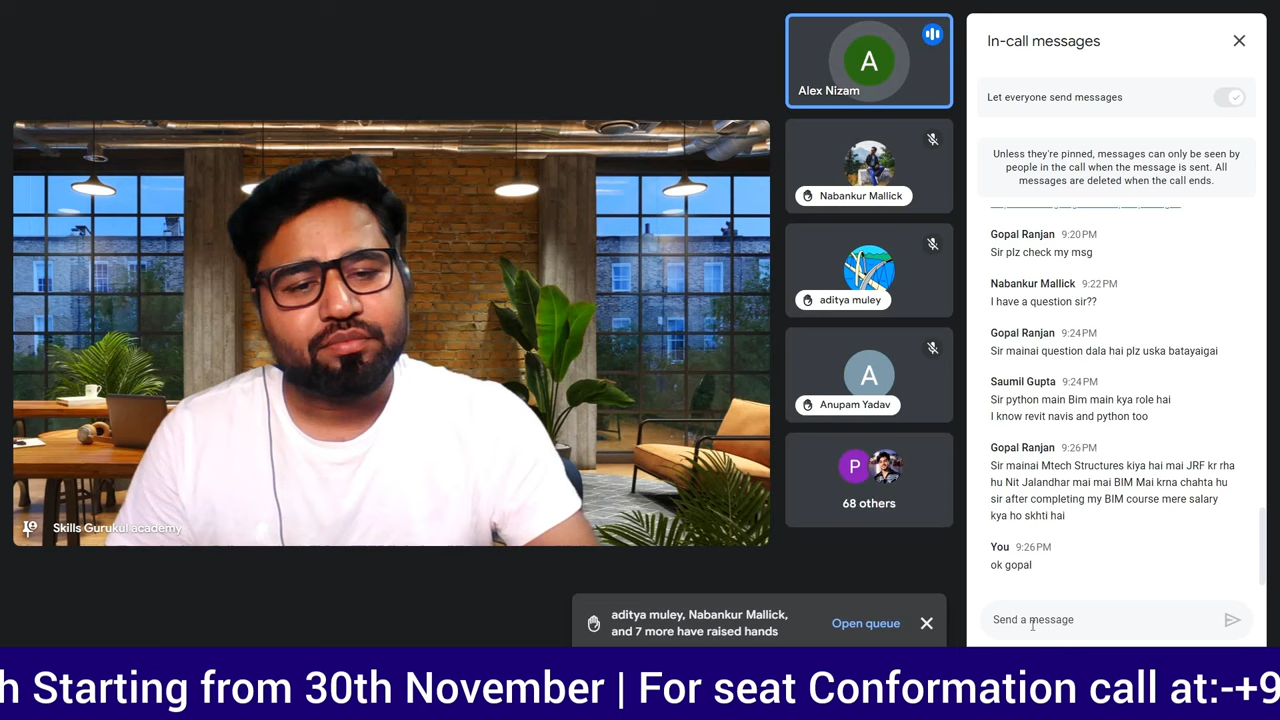 In-call messages
Let everyone send messages
Unless they're pinned, messages can only be seen by
people in the call when the message is sent. All
messages are deleted when the call ends.
Gopal Ranjan 9:20 PM
Sir plz check my msg
Nabankur Mallick 9:22 PM
I have a question sir??
Gopal Ranjan 9:24 PM
Sir mainai question dala hai plz uska batayaigai
Saumil Gupta 9:24 PM
Sir python main Bim main kya role hai
I know revit navis and python too
Gopal Ranjan 9:26 PM
Sir mainai Mtech Structures kiya hai mai JRF kr rha
hu Nit Jalandhar mai mai BIM Mai krna chahta hu
sir after completing my BIM course mere salary
kya ho skhti hai
You 9:26 PM
ok gopal
Send a message
A
Alex Nizam
Nabankur Mallick
aditya muley
A
Anupam Yadav
P
68 others
Skills Gurukul academy
aditya muley, Nabankur Mallick,
and 7 more have raised hands
Open queue
h Starting from 30th November | For seat Conformation call at:-+9